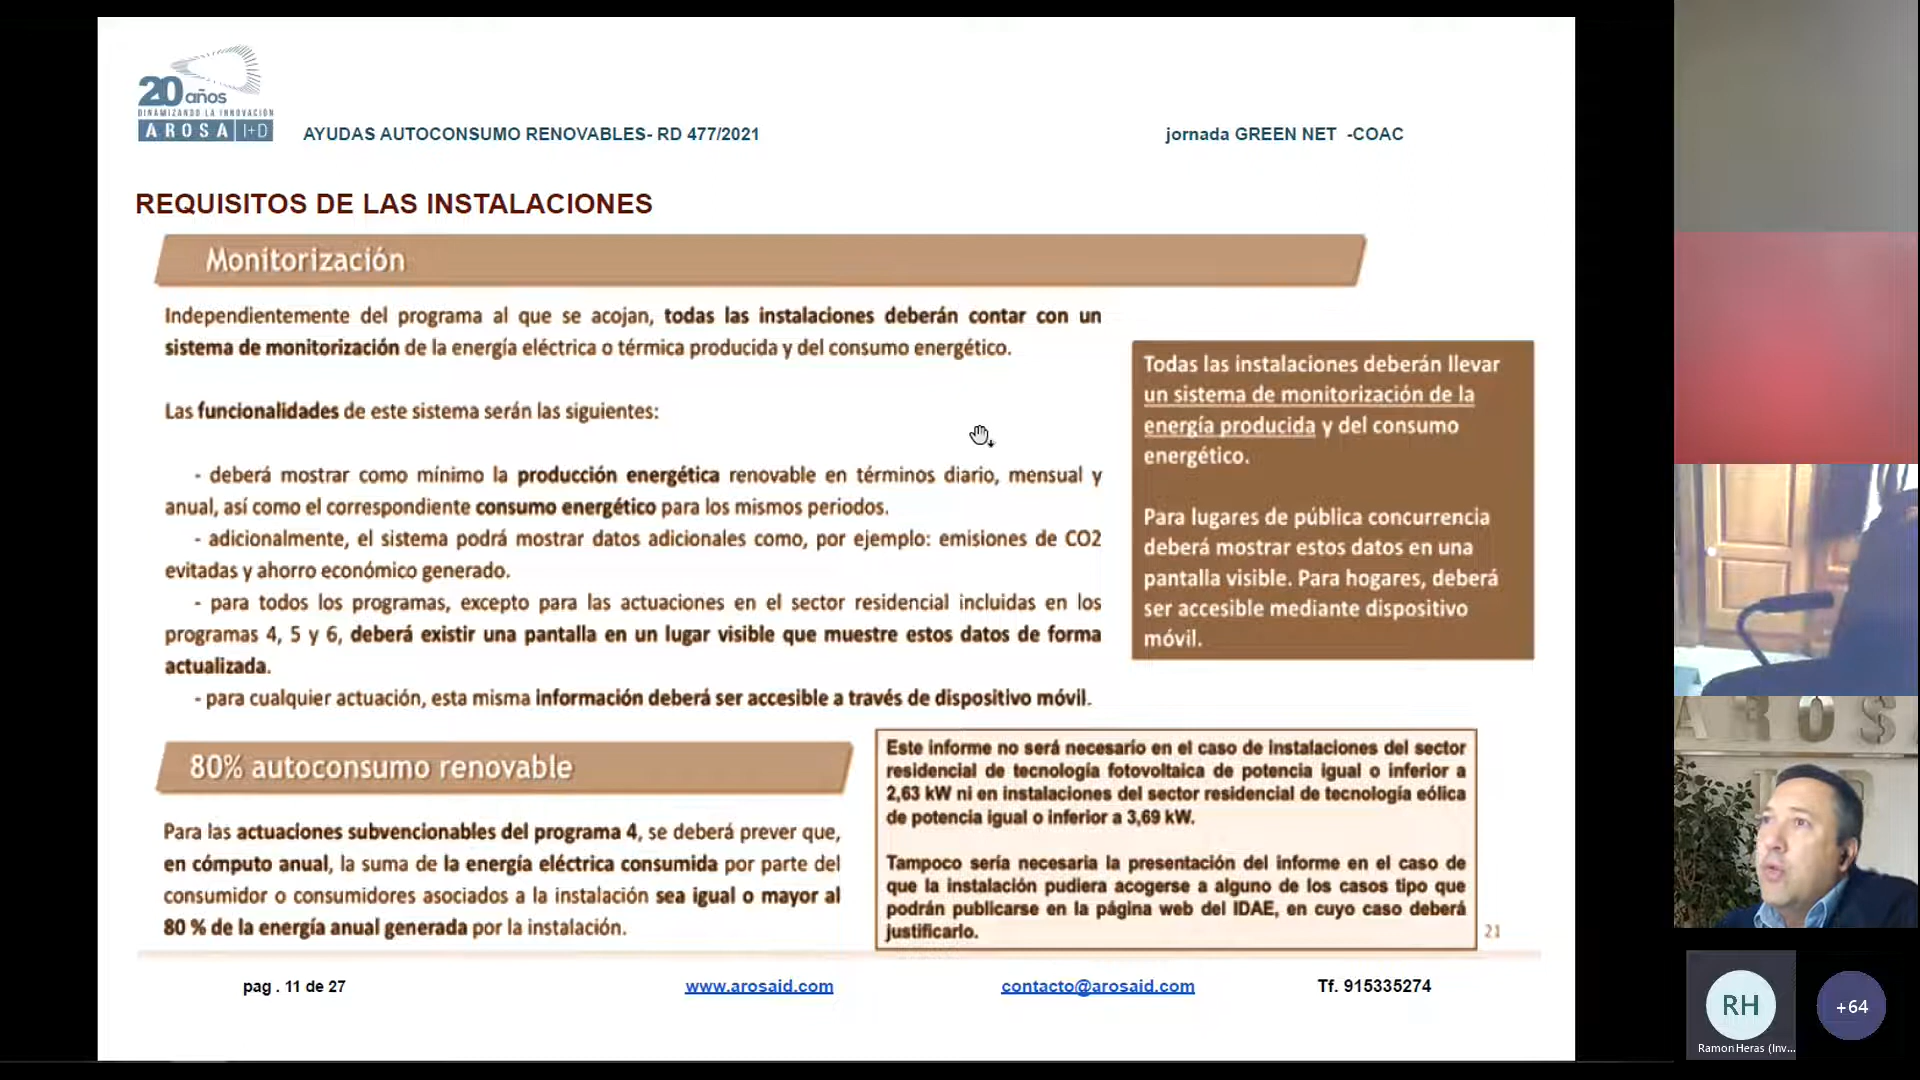 20 años
DINAMIZANDO LA INNOVACIÓN
AROSA I+D
AYUDAS AUTOCONSUMO RENOVABLES- RD 477/2021
jornada GREEN NET -COAC
REQUISITOS DE LAS INSTALACIONES
Monitorización
Independientemente del programa al que se acojan, todas las instalaciones deberán contar con un
sistema de monitorización de la energía eléctrica o térmica producida y del consumo energético.
Las funcionalidades de este sistema serán las siguientes:
- deberá mostrar como mínimo la producción energética renovable en términos diario, mensual y
anual, así como el correspondiente consumo energético para los mismos periodos.
- adicionalmente, el sistema podrá mostrar datos adicionales como, por ejemplo: emisiones de CO2
evitadas y ahorro económico generado.
- para todos los programas, excepto para las actuaciones en el sector residencial incluidas en los
programas 4, 5 y 6, deberá existir una pantalla en un lugar visible que muestre estos datos de forma
actualizada.
- para cualquier actuación, esta misma información deberá ser accesible a través de dispositivo móvil.
Todas las instalaciones deberán llevar
un sistema de monitorización de la
energía producida y del consumo
energético.
Para lugares de pública concurrencia
deberá mostrar estos datos en una
pantalla visible. Para hogares, deberá
ser accesible mediante dispositivo
móvil.
80% autoconsumo renovable
Para las actuaciones subvencionables del programa 4, se deberá prever que,
en cómputo anual, la suma de la energía eléctrica consumida por parte del
consumidor o consumidores asociados a la instalación sea igual o mayor al
80 % de la energía anual generada por la instalación.
Este informe no será necesario en el caso de instalaciones del sector
residencial de tecnología fotovoltaica de potencia igual o inferior a
2,63 kW ni en instalaciones del sector residencial de tecnología eólica
de potencia igual o inferior a 3,69 kW.
Tampoco sería necesaria la presentación del informe en el caso de
que la instalación pudiera acogerse a alguno de los casos tipo que
podrán publicarse en la página web del IDAE, en cuyo caso deberá
justificarlo.
21
pag . 11 de 27
www.arosaid.com
contacto@arosaid.com
Tf. 915335274
AROS
RH
Ramon Heras (Inv...
+64